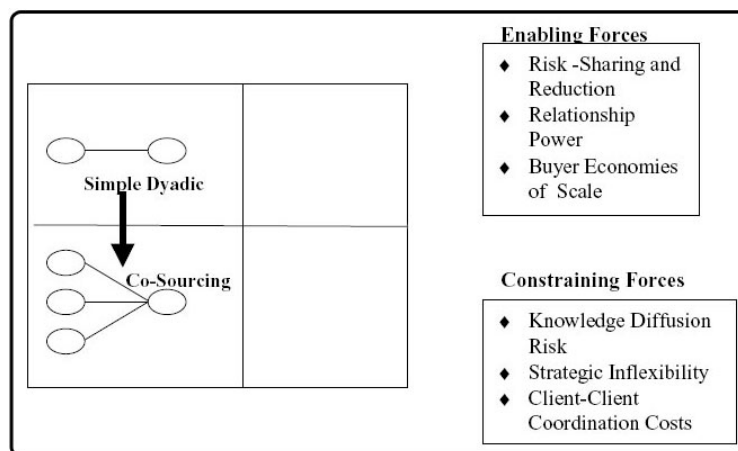 Simple Dyadic
Co-Sourcing
Enabling Forces
♦ Risk -Sharing and
Reduction
♦ Relationship
Power
♦ Buyer Economies
of Scale
Constraining Forces
♦ Knowledge Diffusion
Risk
♦ Strategic Inflexibility
♦ Client-Client
Coordination Costs